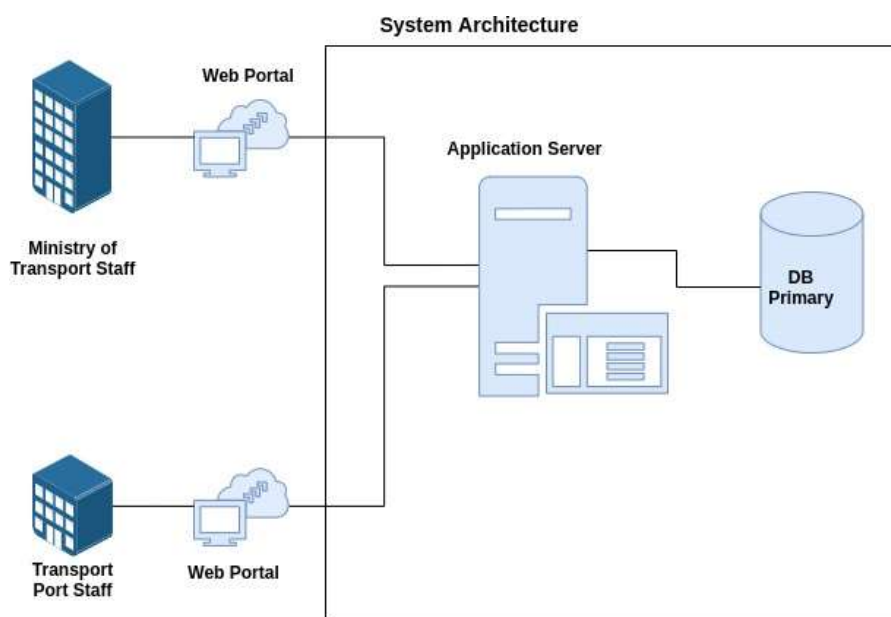 System Architecture
Web Portal
Application Server
Ministry of
Transport Staff
DB
Primary
Transport
Port Staff
Web Portal